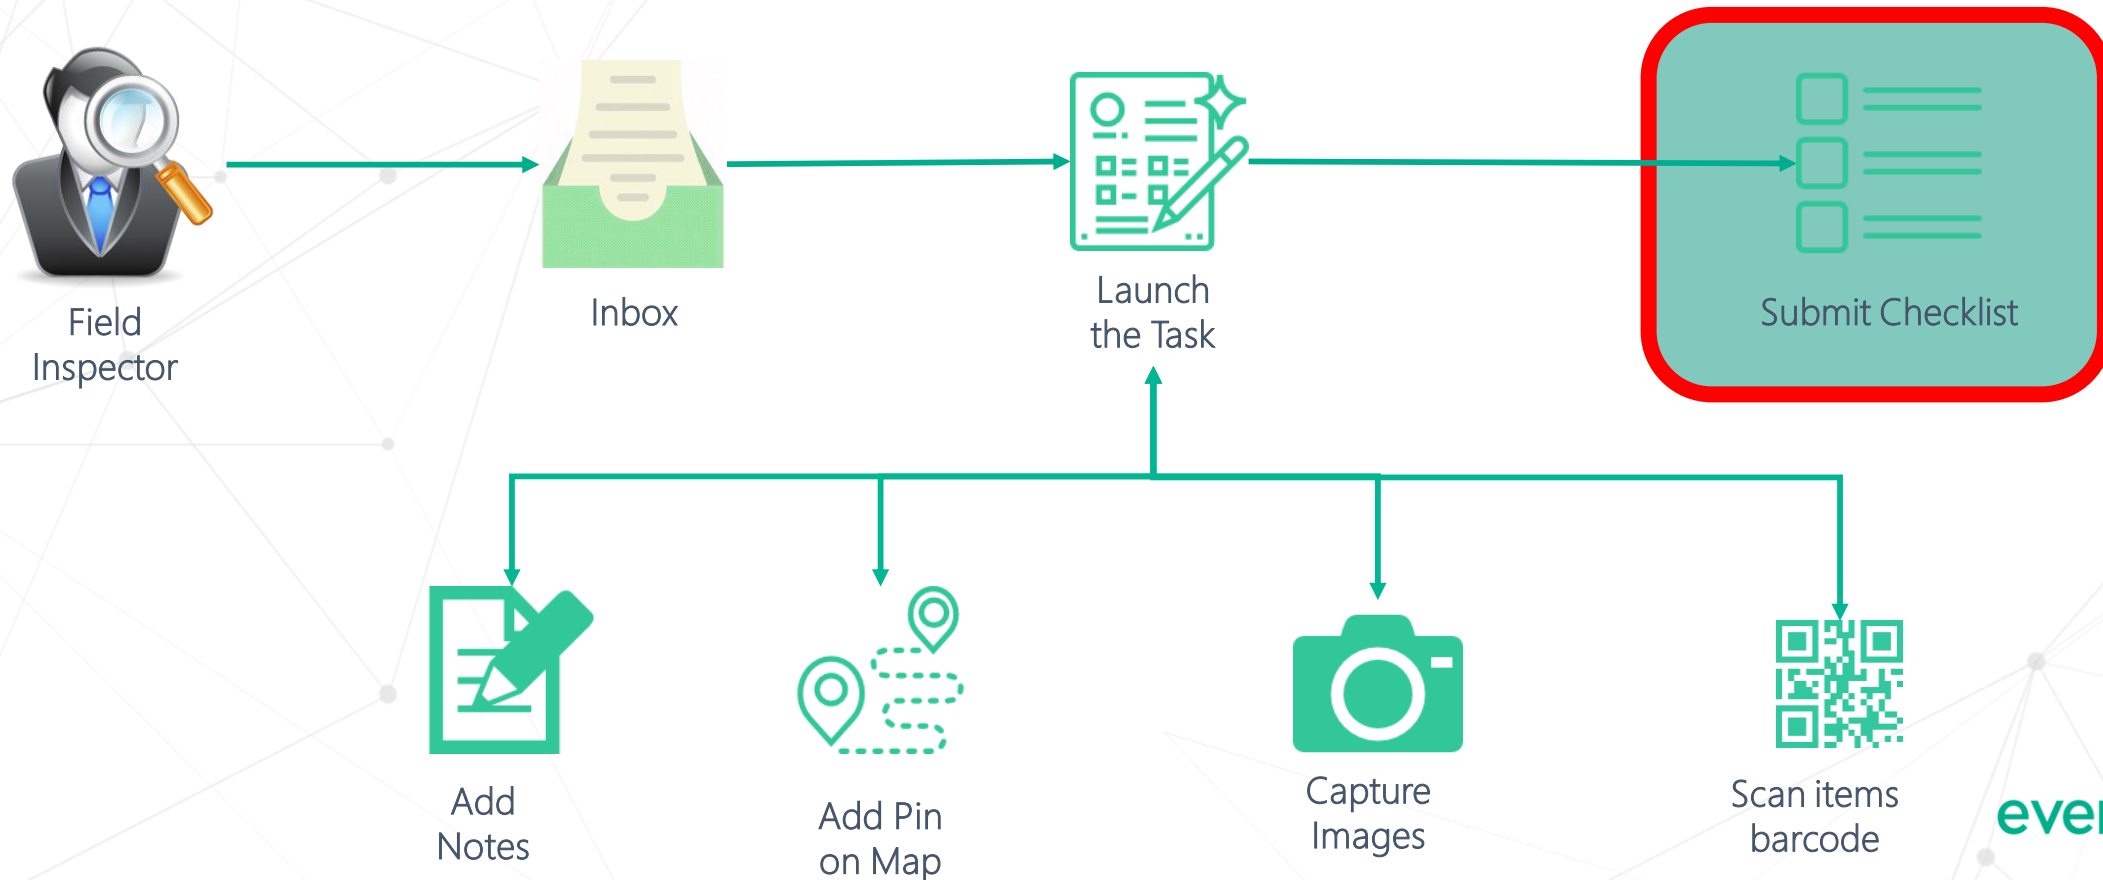 Field
Inspector
Inbox
Launch
the Task
Submit Checklist
Add
Notes
Add Pin
on Map
Capture
Images
Scan items
barcode
ever